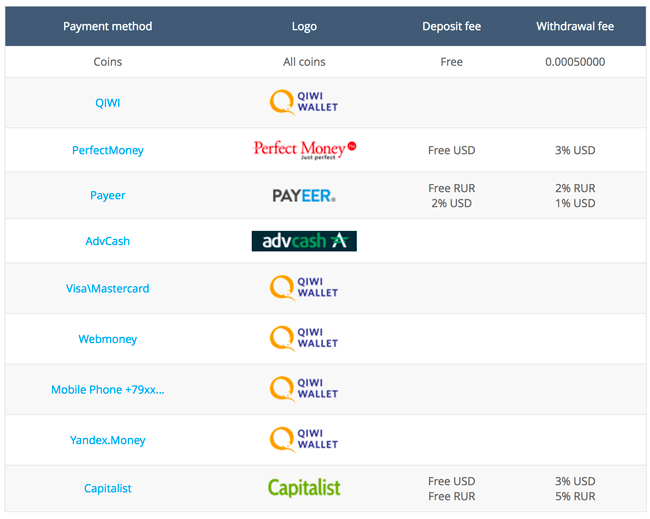 Payment method Logo Deposit fee Withdrawal fee
Coins All coins Free 0.00050000
QIWI QIWI
WALLET
PerfectMoney Perfect Money PM Free USD 3% USD
Just perfect
Payeer PAYEER Free RUR 2% RUR
2% USD 1% USD
AdvCash advcash
Visa\Mastercard QIWI
WALLET
Webmoney QIWI
WALLET
Mobile Phone +79xx... QIWI
WALLET
Yandex.Money QIWI
WALLET
Capitalist Capitalist Free USD 3% USD
Free RUR 5% RUR